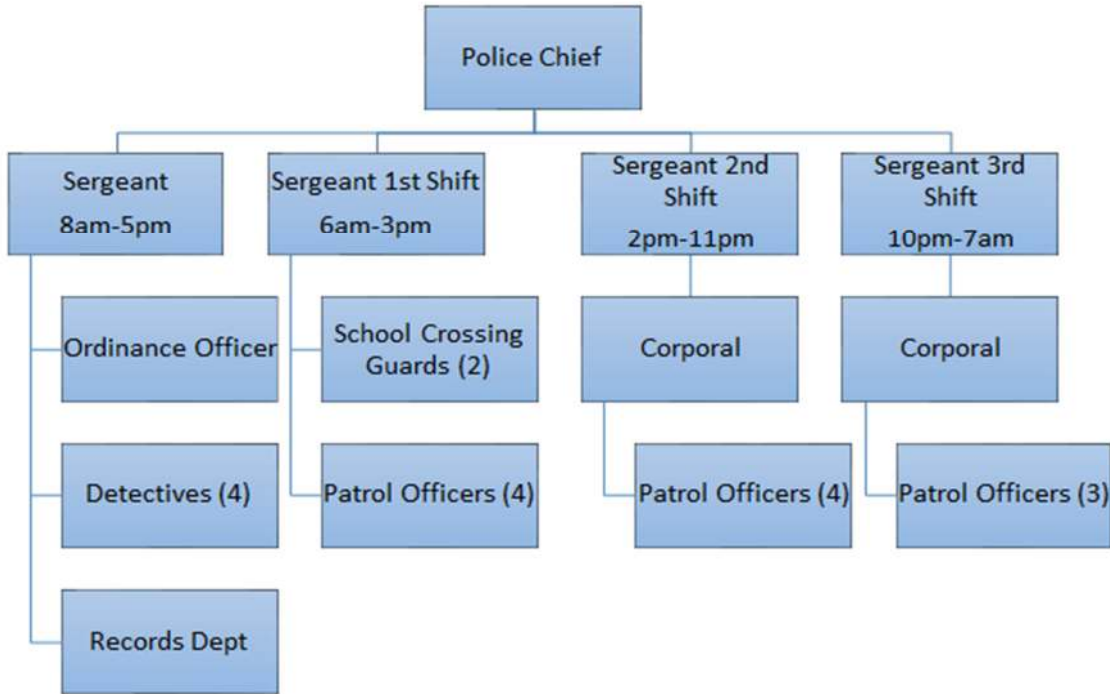 Police Chief
Sergeant
8am-5pm
Sergeant 1st Shift
6am-3pm
Sergeant 2nd
Shift
2pm-11pm
Sergeant 3rd
Shift
10pm-7am
Ordinance Officer
School Crossing
Guards (2)
Corporal
Corporal
Detectives (4)
Patrol Officers (4)
Patrol Officers (4)
Patrol Officers (3)
Records Dept